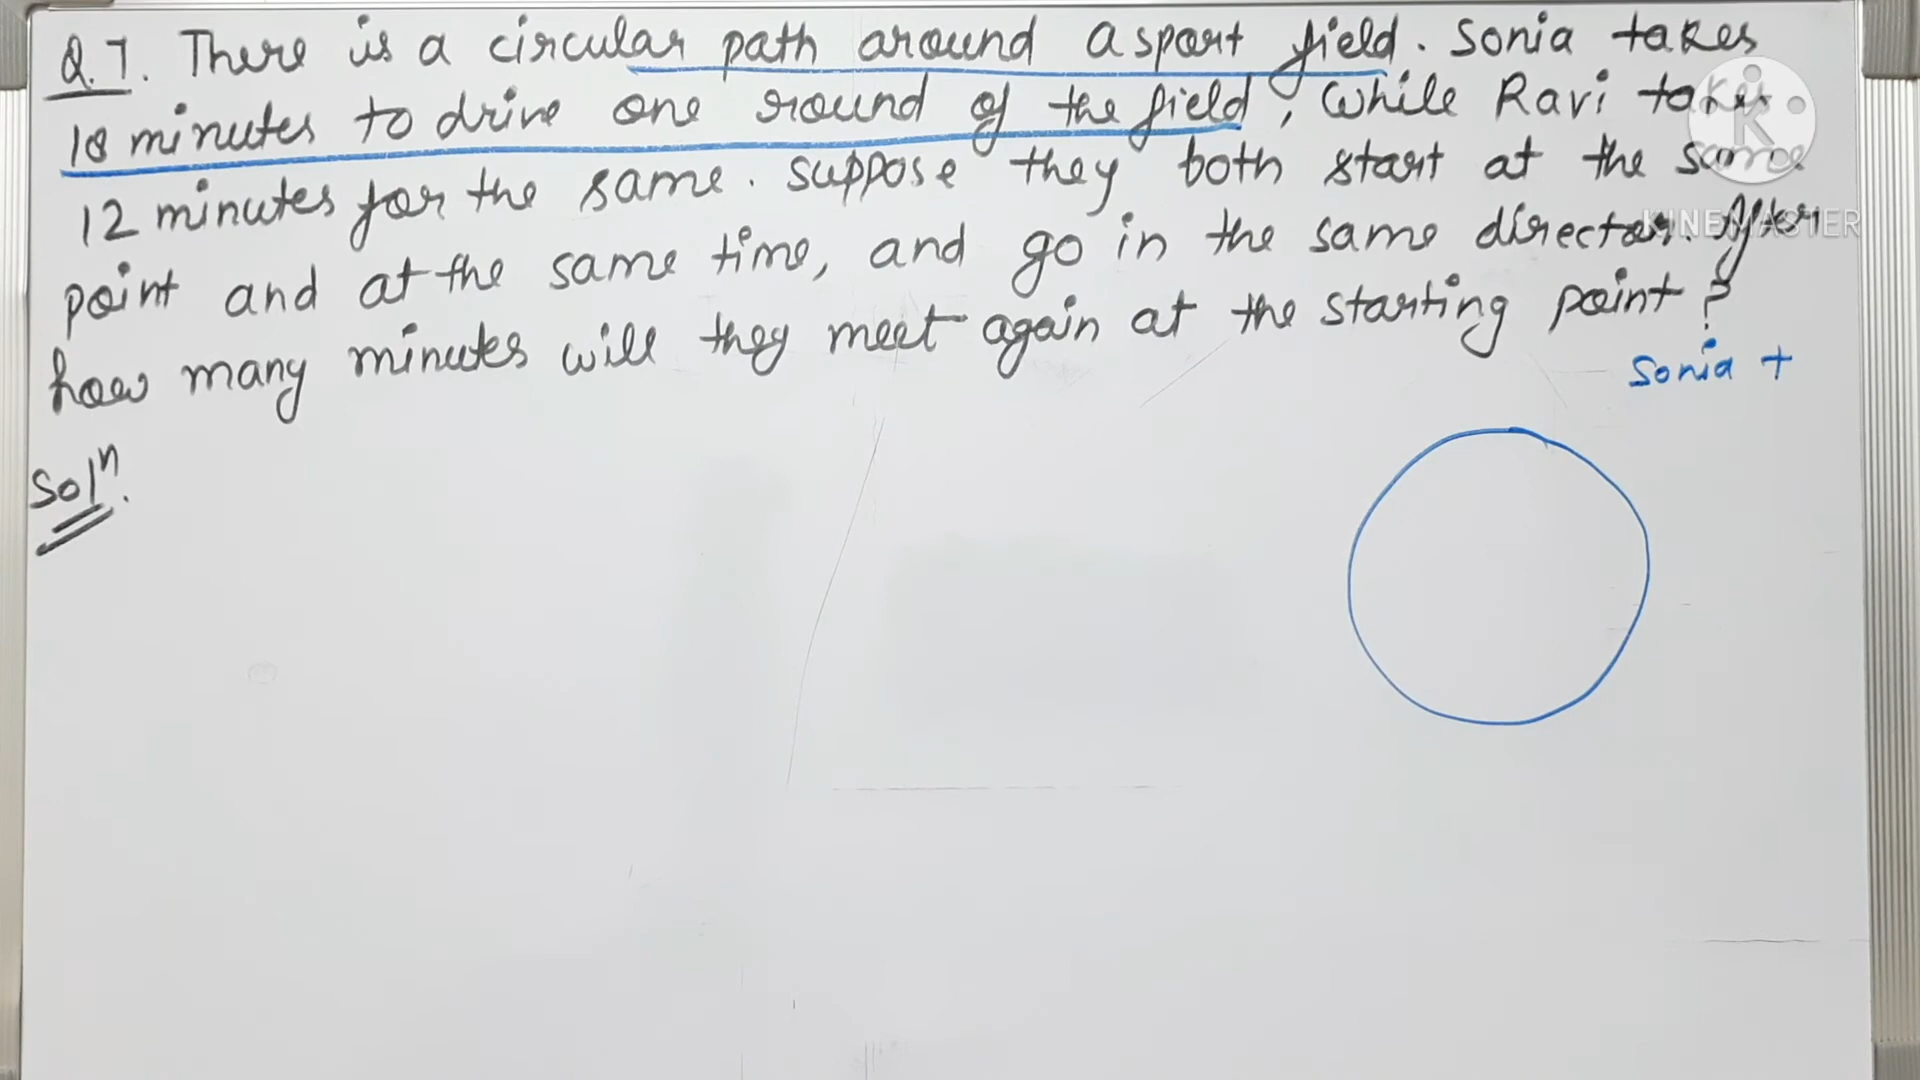 Q.7. There is a circular path around a sport field. Sonia takes
18 minutes to drive one round of the field, while Ravi takes
12 minutes for the same. suppose they both start at the same
point and at the same time, and go in the same direction. After
how many minutes will they meet again at the starting point?
Sonia +
Solⁿ.
K
KINEMASTER